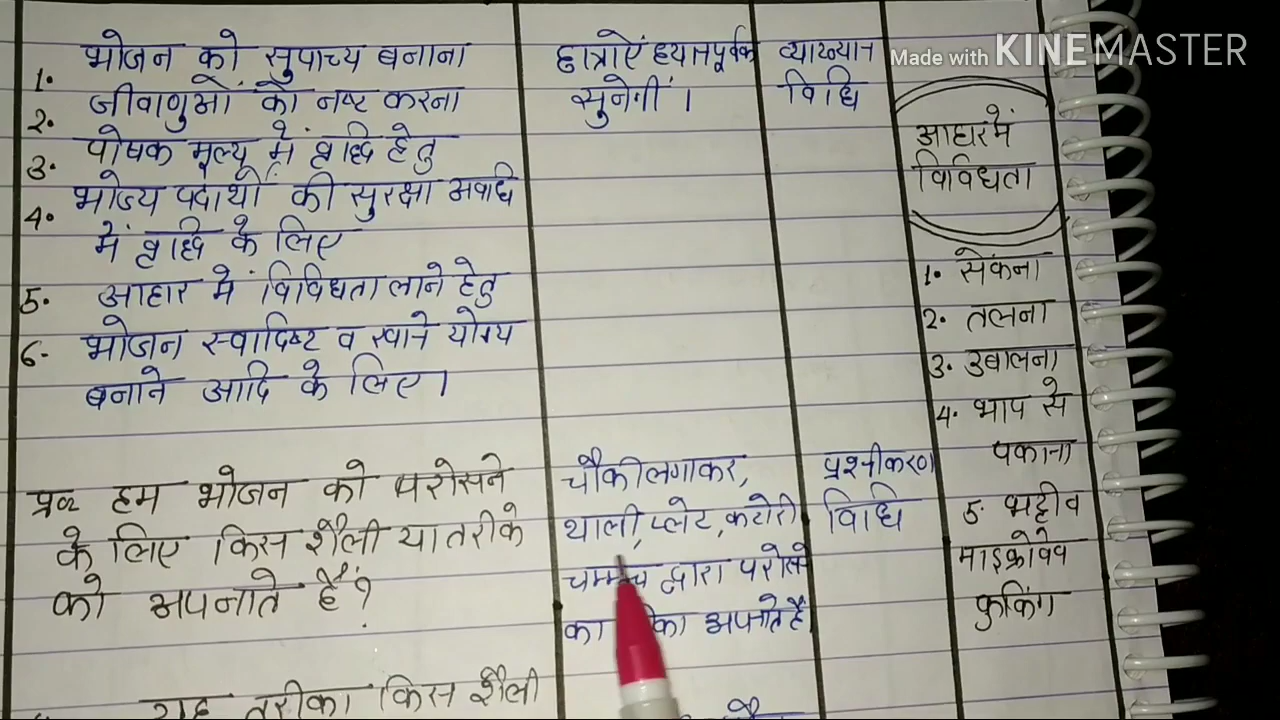 Made with KINEMASTER
1. भोजन को सुपाच्य बनाना
2. जीवाणुओं को नष्ट करना
3. पोषक मूल्य में वृद्धि हेतु
4. भोज्य पदार्थों की सुरक्षा अवधि
में वृद्धि के लिए
5. आहार में विविधता लाने हेतु
6. भोजन स्वादिष्ट व खाने योग्य
बनाने आदि के लिए।
प्र० हम भोजन को परोसने
के लिए किस शैली या तरीके
को अपनाते हैं?
यह तरीका किस शैली
छात्राऐं ध्यानपूर्वक
सुनेगीं।
चौकी लगाकर,
थाली, प्लेट, कटोरी
चम्मच द्वारा परोसने
का अपनाते हैं
व्याख्यान
विधि
प्रश्नीकरण
विधि
आहार में
विविधता
1. सेंकना
2. तलना
3. उबालना
4. भाप से
पकाना
5. भट्टी व
माइक्रोवेव
कुकिंग